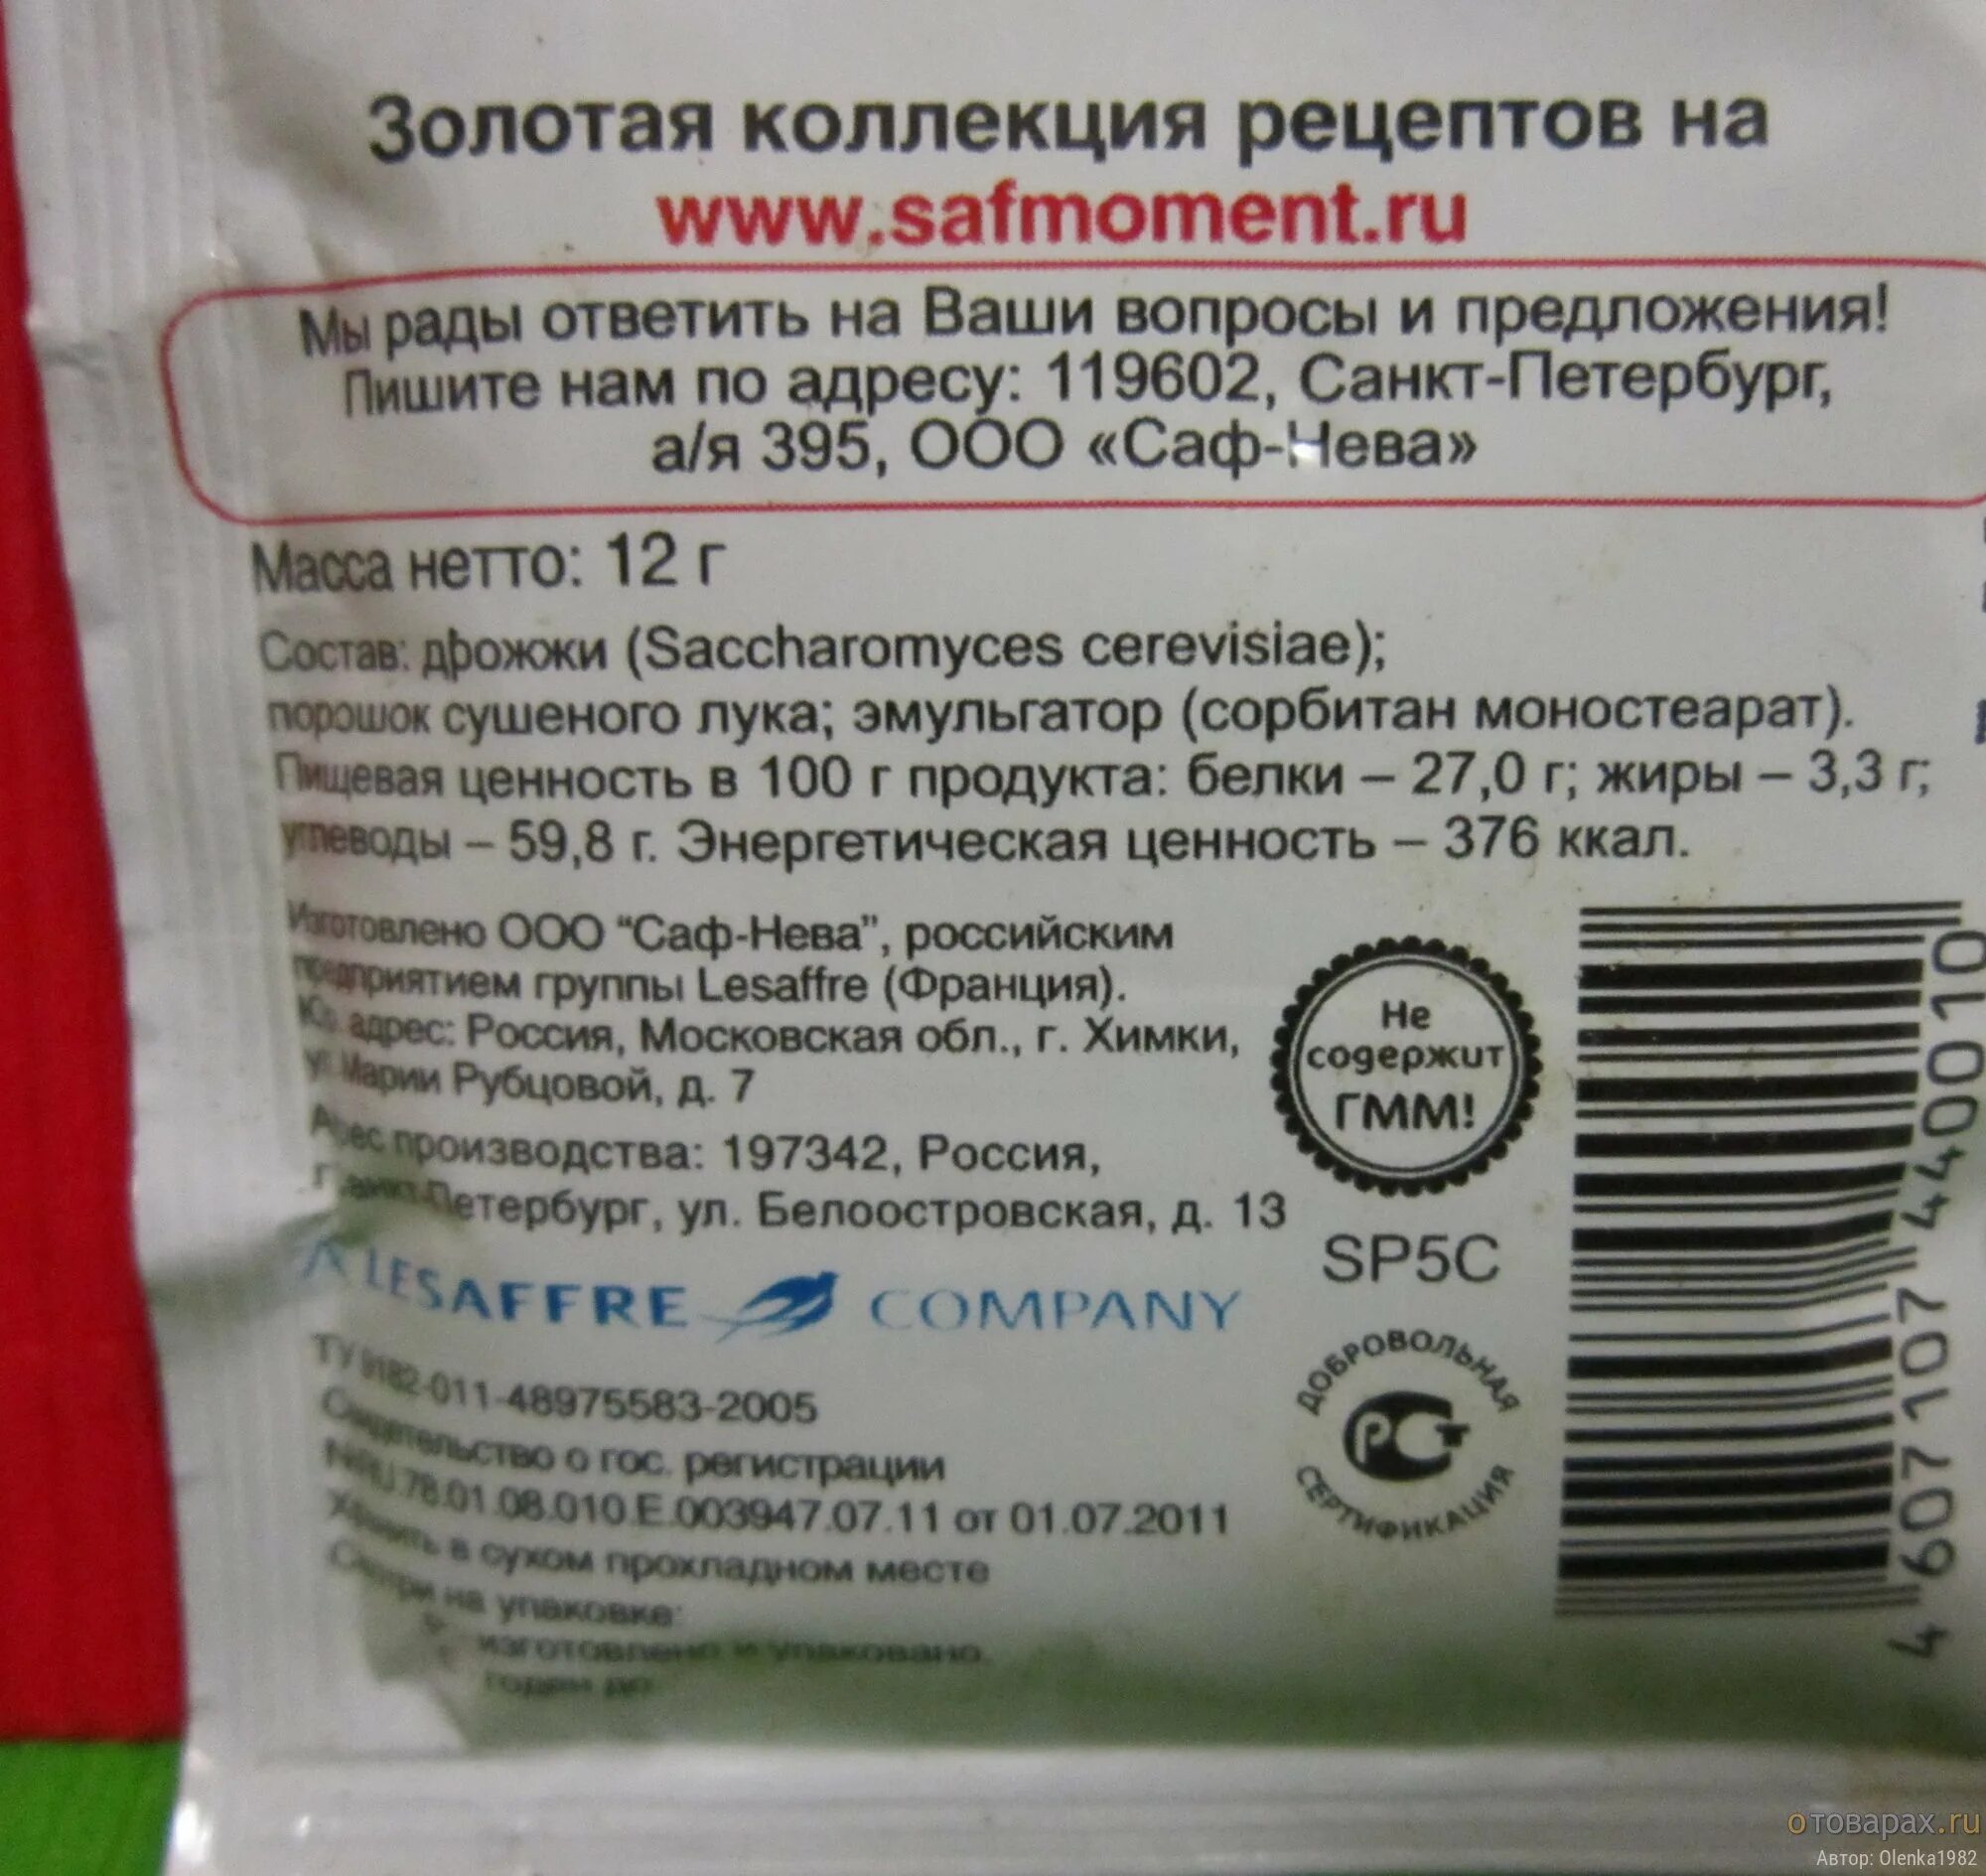 Золотая коллекция рецептов на
www.safmoment.ru
Мы рады ответить на Ваши вопросы и предложения!
Пишите нам по адресу: 119602, Санкт-Петербург,
а/я 395, ООО «Саф-Нева»
Масса нетто: 12 г
Состав: дрожжи (Saccharomyces cerevisiae);
порошок сушеного лука; эмульгатор (сорбитан моностеарат).
Пищевая ценность в 100 г продукта: белки – 27,0 г; жиры – 3,3 г;
углеводы – 59,8 г. Энергетическая ценность – 376 ккал.
Изготовлено ООО "Саф-Нева", российским
предприятием группы Lesaffre (Франция).
Юр. адрес: Россия, Московская обл., г. Химки,
ул. Марии Рубцовой, д. 7
Адрес производства: 197342, Россия,
Санкт-Петербург, ул. Белоостровская, д. 13
A LESAFFRE COMPANY
ТУ 9182-011-48975583-2005
Свидетельство о гос. регистрации
78.01.08.010.Е.003947.07.11 от 01.07.2011
Хранить в сухом прохладном месте
Смотри на упаковке:
изготовлено и упаковано
годен до
Не
содержит
ГММ!
SP5C
ДОБРОВОЛЬНАЯ
РСТ
СЕРТИФИКАЦИЯ
4 607107 440010
отоварах.ru
Автор: Olenka1982